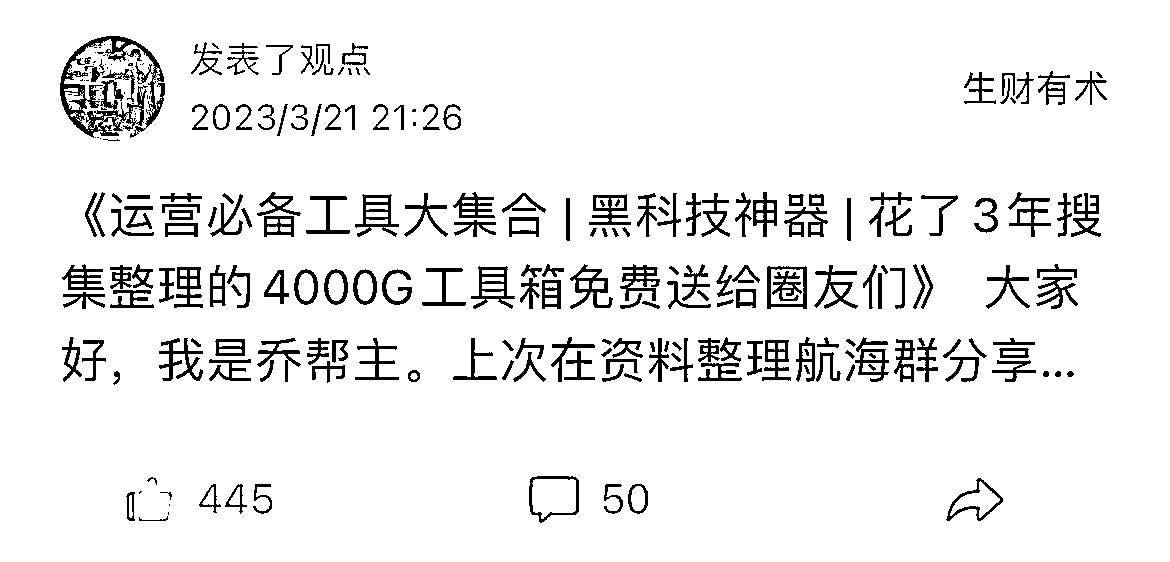 发表了观点
2023/3/21 21:26
生财有术
《运营必备工具大集合 | 黑科技神器 | 花了3年搜
集整理的4000G工具箱免费送给圈友们》 大家
好，我是乔帮主。上次在资料整理航海群分享...
445
50